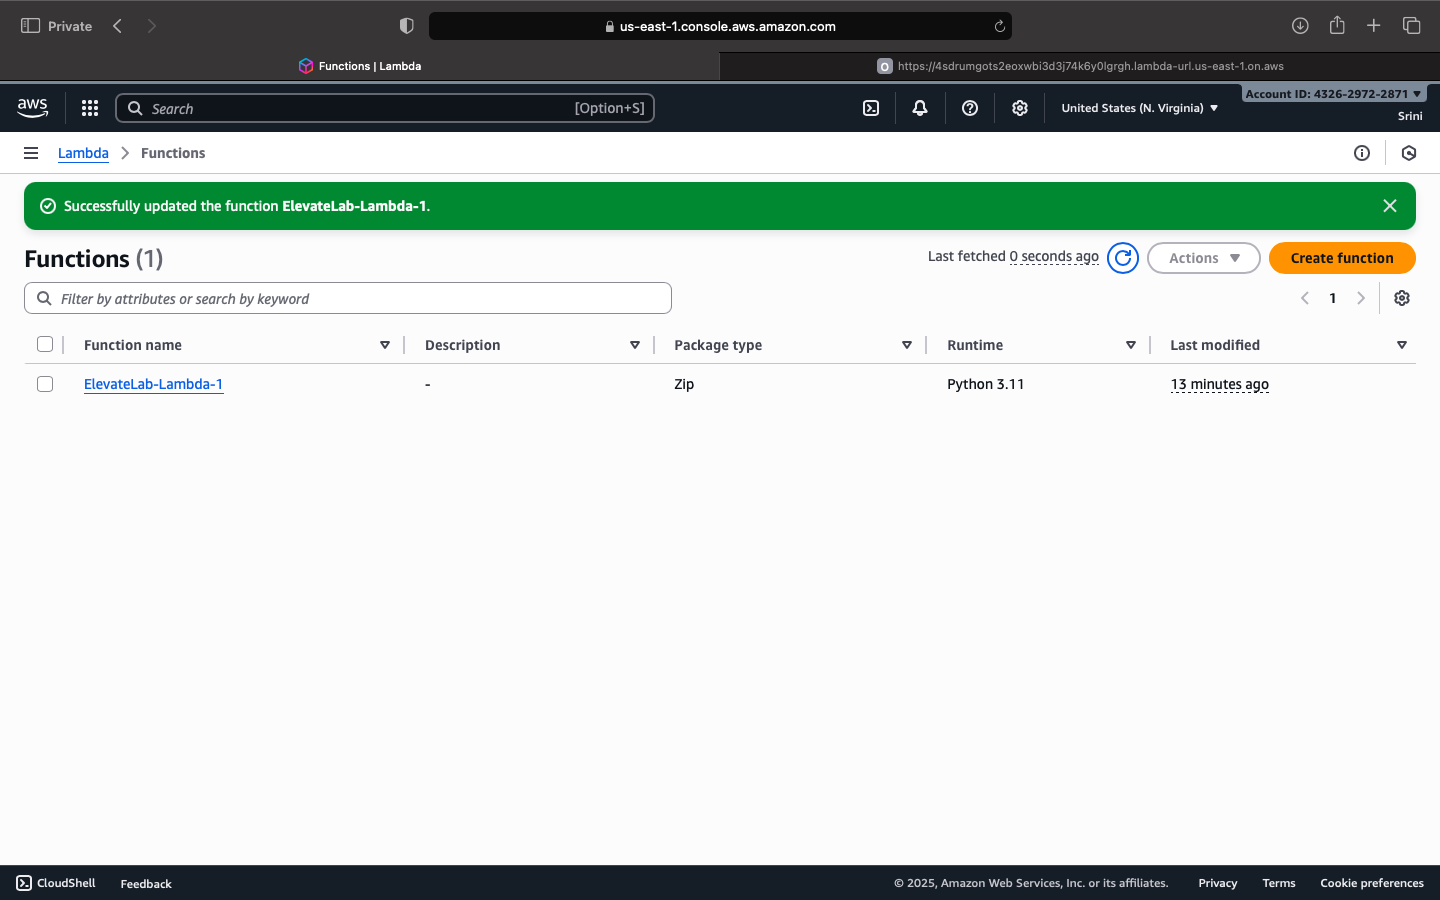 Private
us-east-1.console.aws.amazon.com
Functions | Lambda
O https://4sdrumgots2eoxwbi3d3j74k6y0lgrgh.lambda-url.us-east-1.on.aws
aws
Search
[Option+S]
United States (N. Virginia)
Account ID: 4326-2972-2871
Srini
Lambda
Functions
Successfully updated the function ElevateLab-Lambda-1.
Functions (1)
Last fetched 0 seconds ago
Actions
Create function
Filter by attributes or search by keyword
1
Function name
Description
Package type
Runtime
Last modified
ElevateLab-Lambda-1
-
Zip
Python 3.11
13 minutes ago
CloudShell
Feedback
© 2025, Amazon Web Services, Inc. or its affiliates.
Privacy
Terms
Cookie preferences